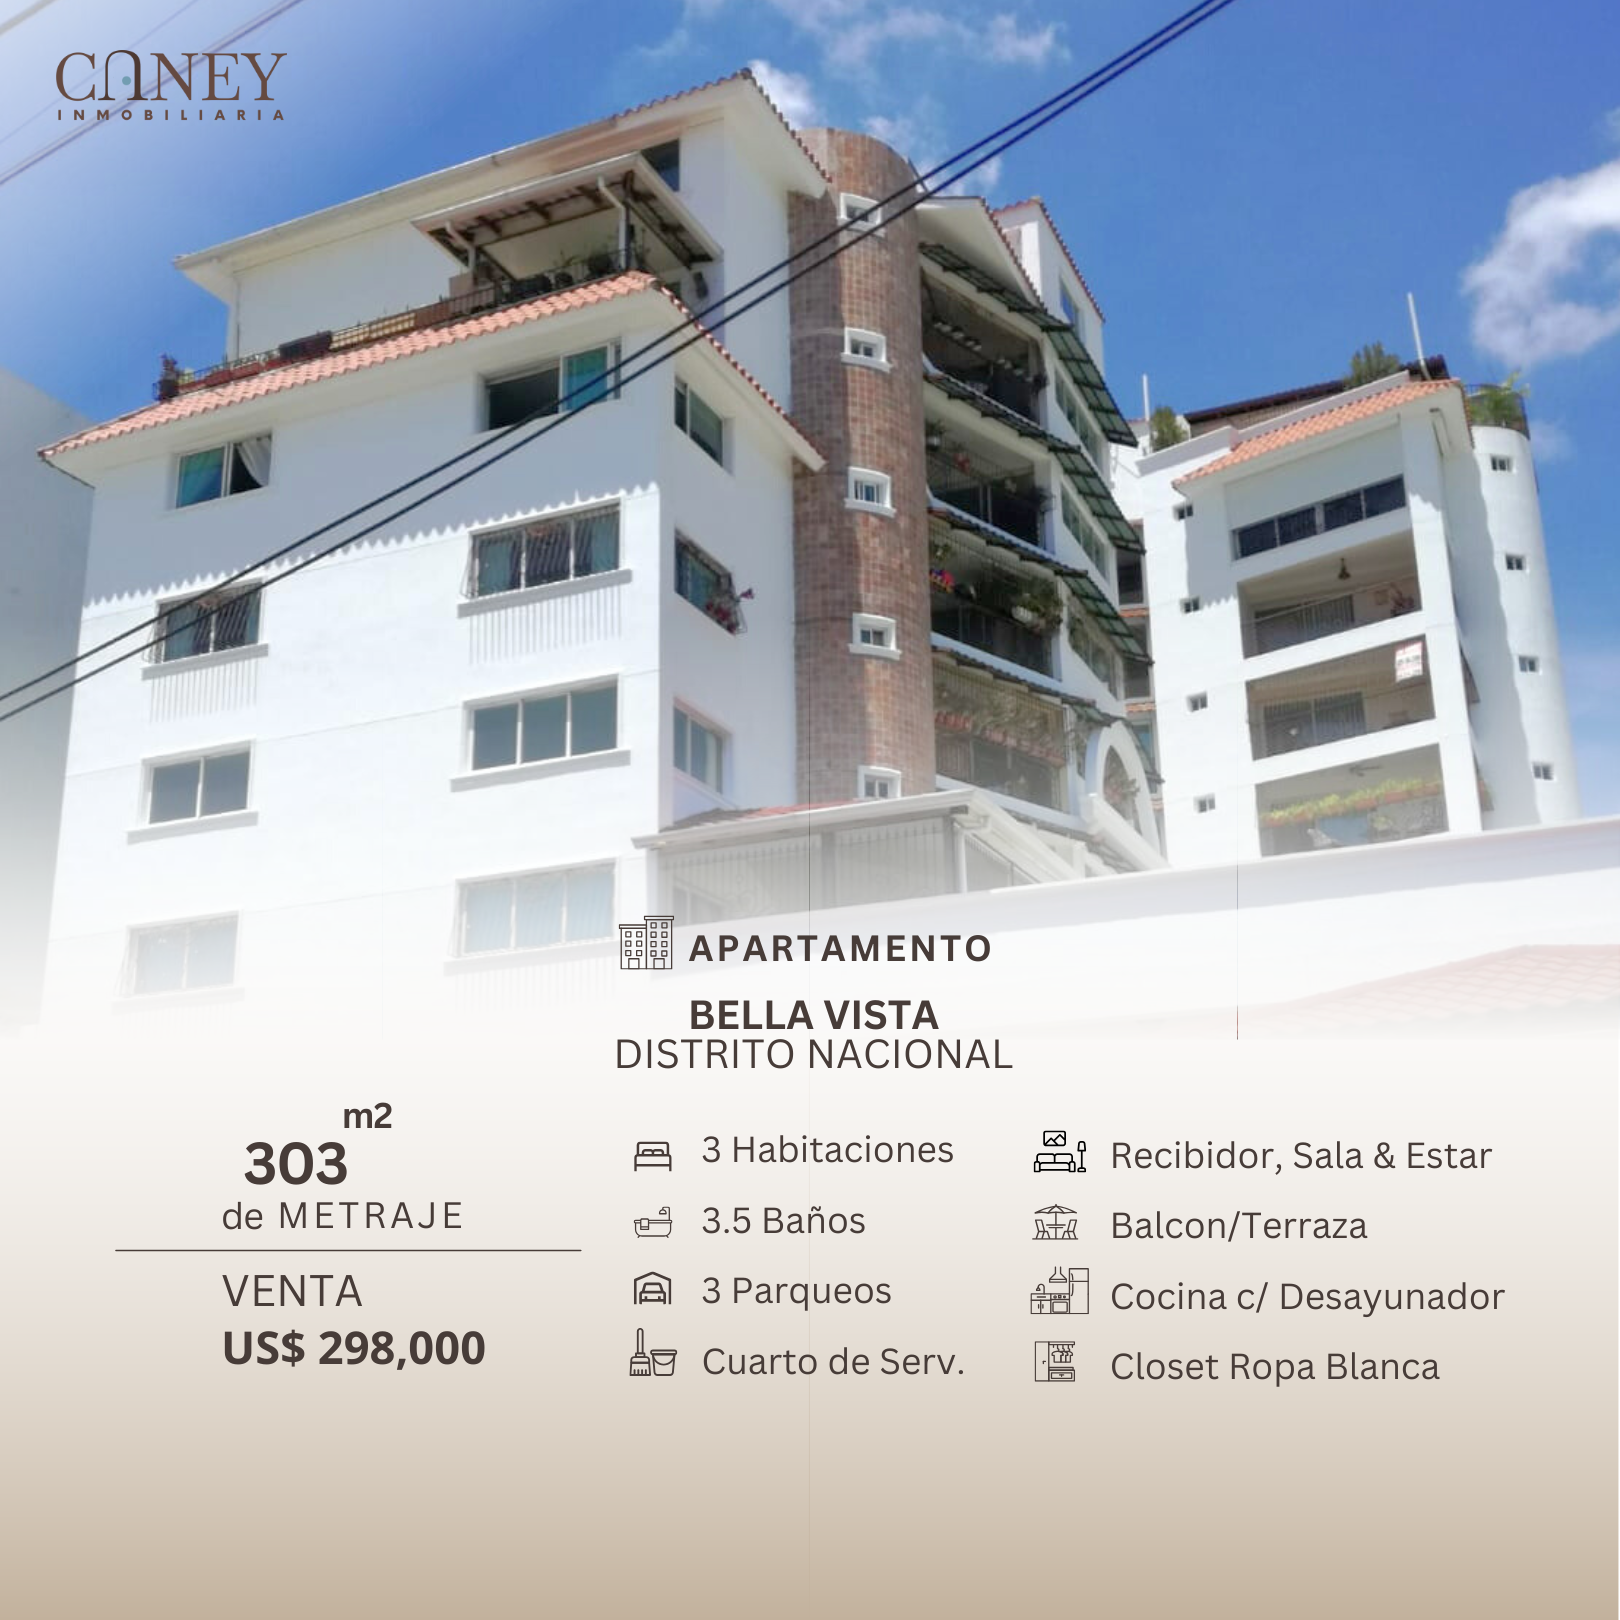 CANEY
INMOBILIARIA
APARTAMENTO
BELLA VISTA
DISTRITO NACIONAL
303 m2
de METRAJE
VENTA
US$ 298,000
3 Habitaciones
3.5 Baños
3 Parqueos
Cuarto de Serv.
Recibidor, Sala & Estar
Balcon/Terraza
Cocina c/ Desayunador
Closet Ropa Blanca